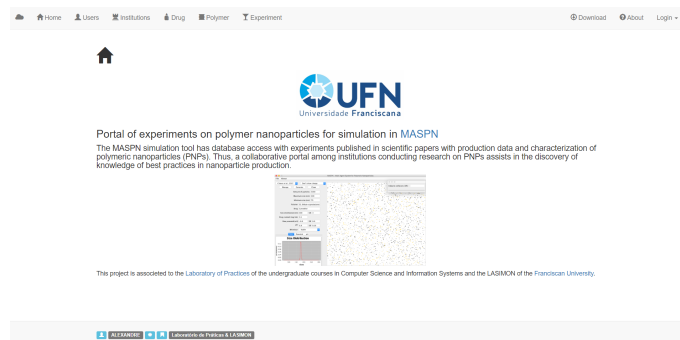 Home Users Institutions Drug Polymer Experiment Download About Login
UFN
Universidade Franciscana
Portal of experiments on polymer nanoparticles for simulation in MASPN
The MASPN simulation tool has database access with experiments published in scientific papers with production data and characterization of
polymeric nanoparticles (PNPs). Thus, a collaborative portal among institutions conducting research on PNPs assists in the discovery of
knowledge of best practices in nanoparticle production.
This project is associeted to the Laboratory of Practices of the undergraduate courses in Computer Science and Information Systems and the LASIMON of the Franciscan University.
ALEXANDRE Laboratório de Práticas & LASIMON